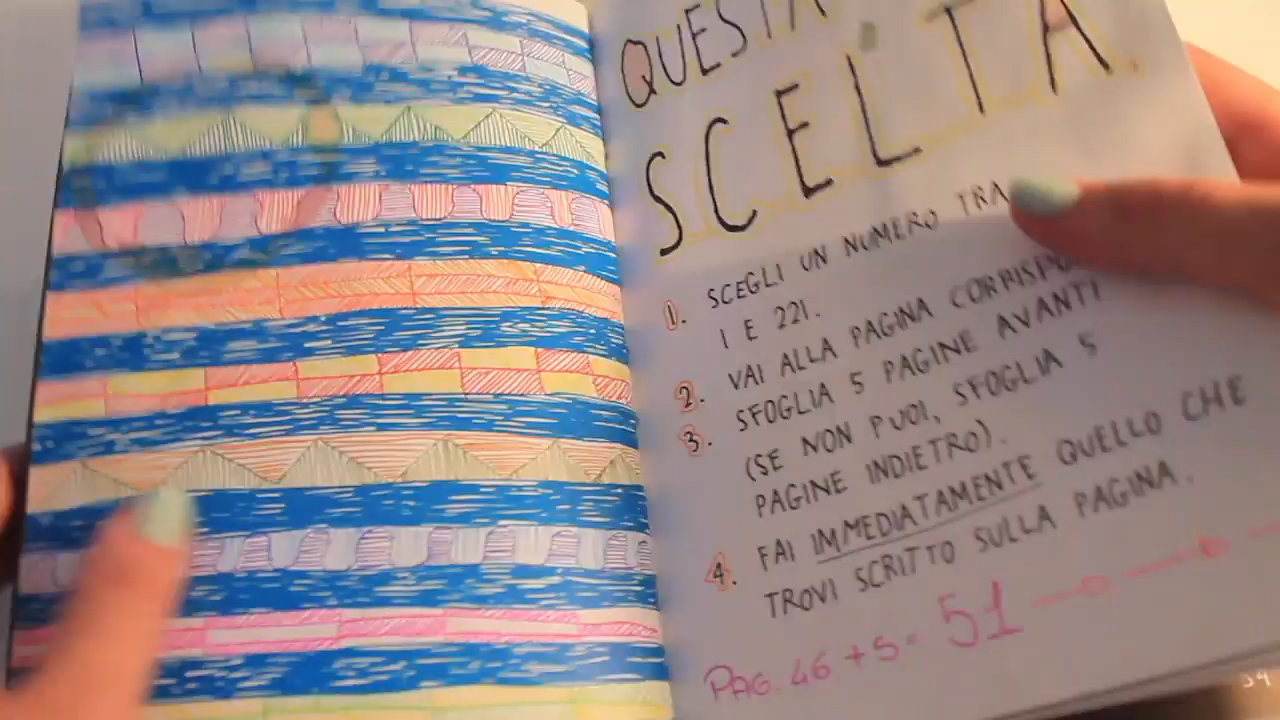 QUESTA
SCELTA.
1. SCEGLI UN NUMERO TRA
1 E 221.
2. VAI ALLA PAGINA CORRISPO
3. SFOGLIA 5 PAGINE AVANTI
(SE NON PUOI, SFOGLIA 5
PAGINE INDIETRO).
4. FAI IMMEDIATAMENTE QUELLO CHE
TROVI SCRITTO SULLA PAGINA.
PAG. 46 + 5 = 51